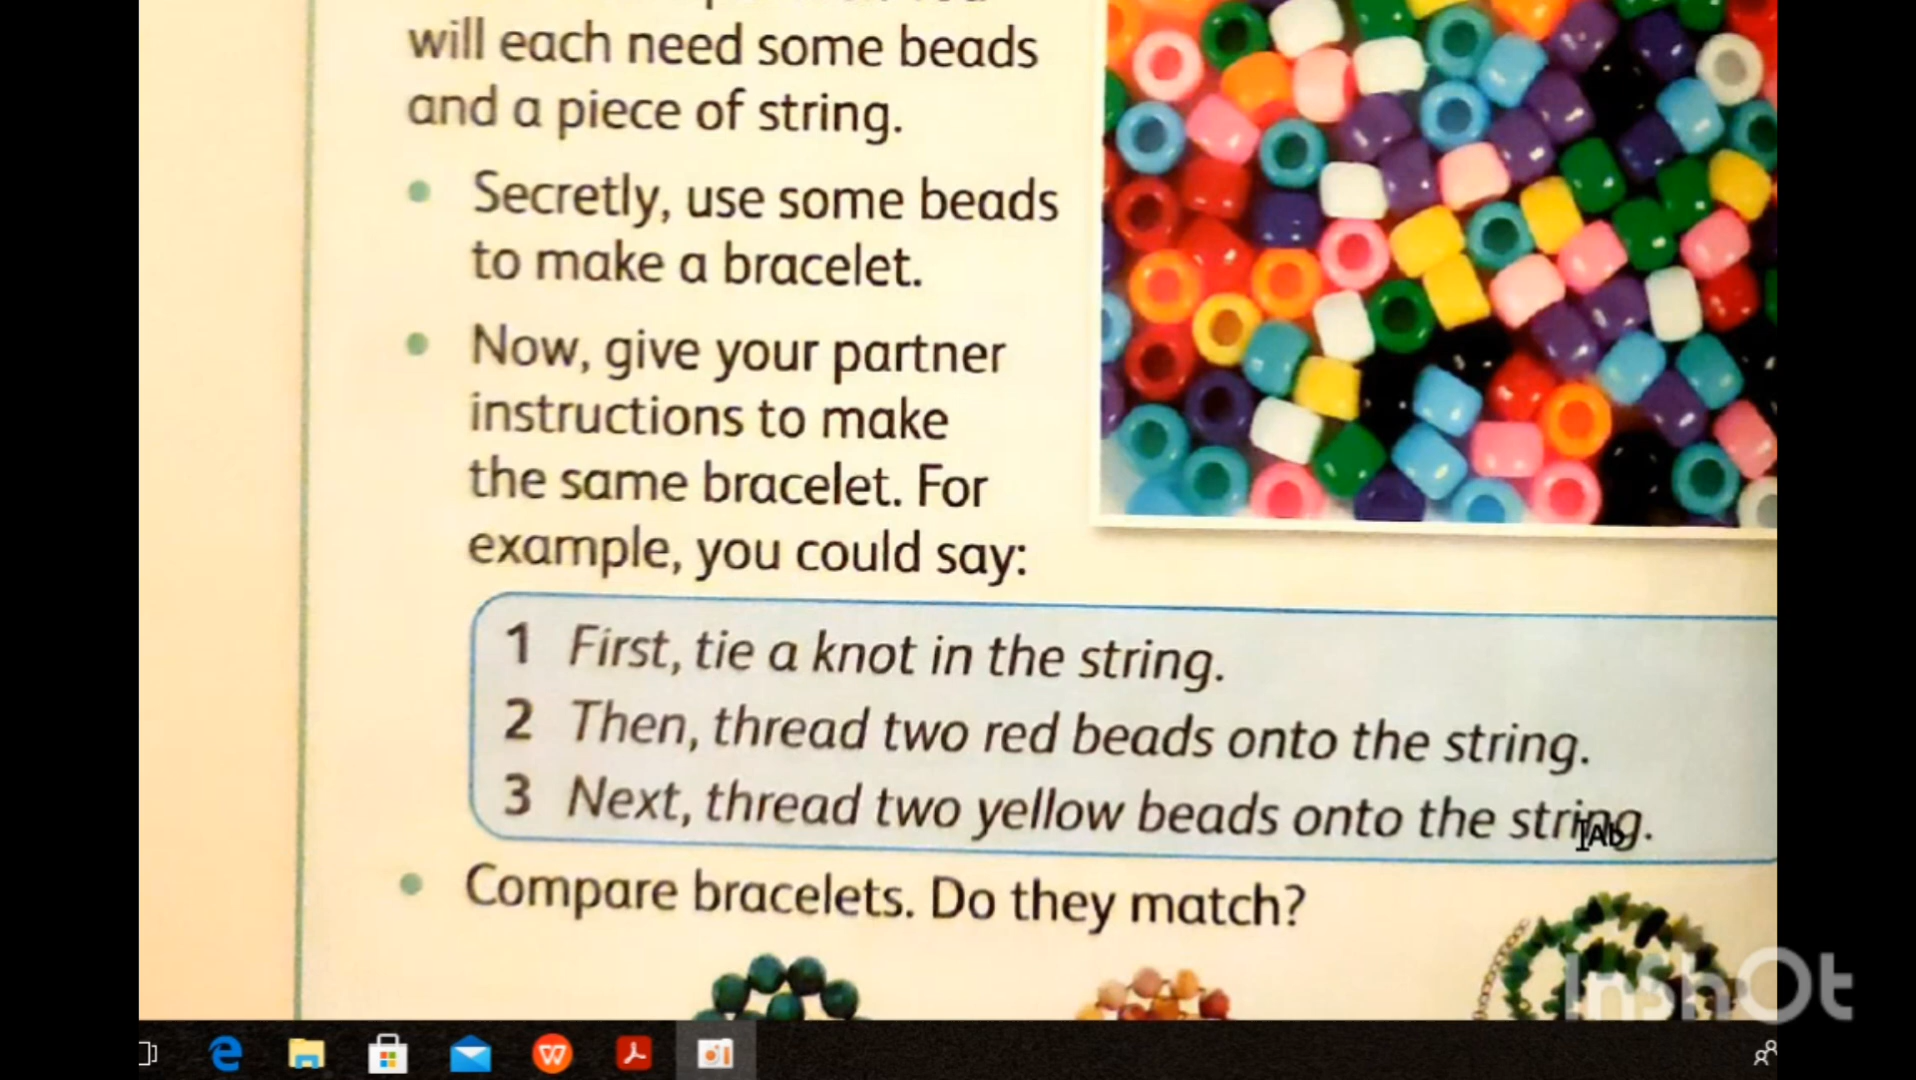 will each need some beads
and a piece of string.
Secretly, use some beads
to make a bracelet.
Now, give your partner
instructions to make
the same bracelet. For
example, you could say:
1 First, tie a knot in the string.
2 Then, thread two red beads onto the string.
3 Next, thread two yellow beads onto the string.
Compare bracelets. Do they match?
InShOt